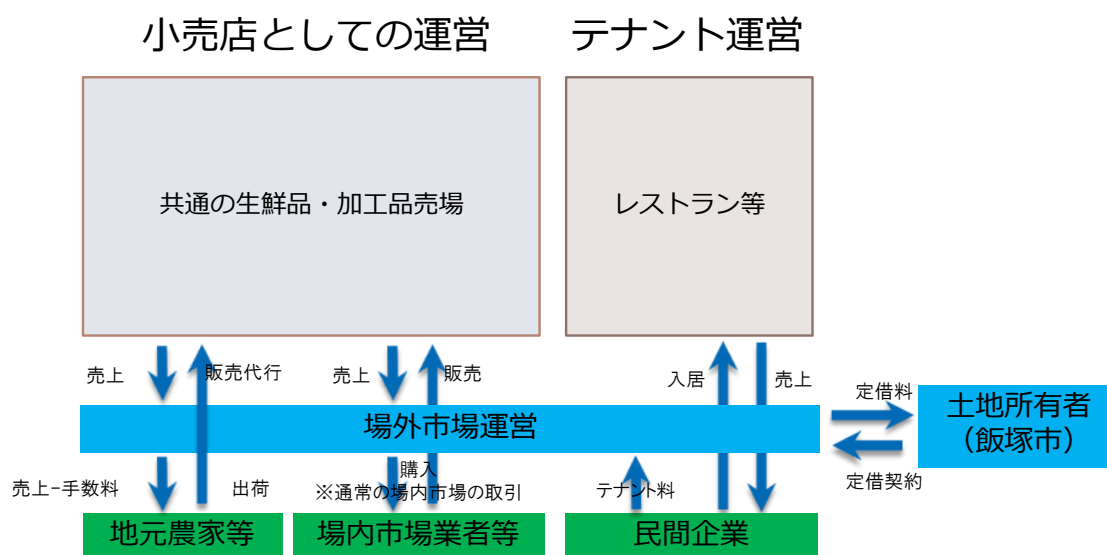 小売店としての運営
テナント運営
共通の生鮮品・加工品売場
レストラン等
売上
販売代行
売上
販売
入居
売上
定借料
場外市場運営
土地所有者
（飯塚市）
定借契約
売上-手数料
出荷
購入
※通常の場内市場の取引
テナント料
地元農家等
場内市場業者等
民間企業